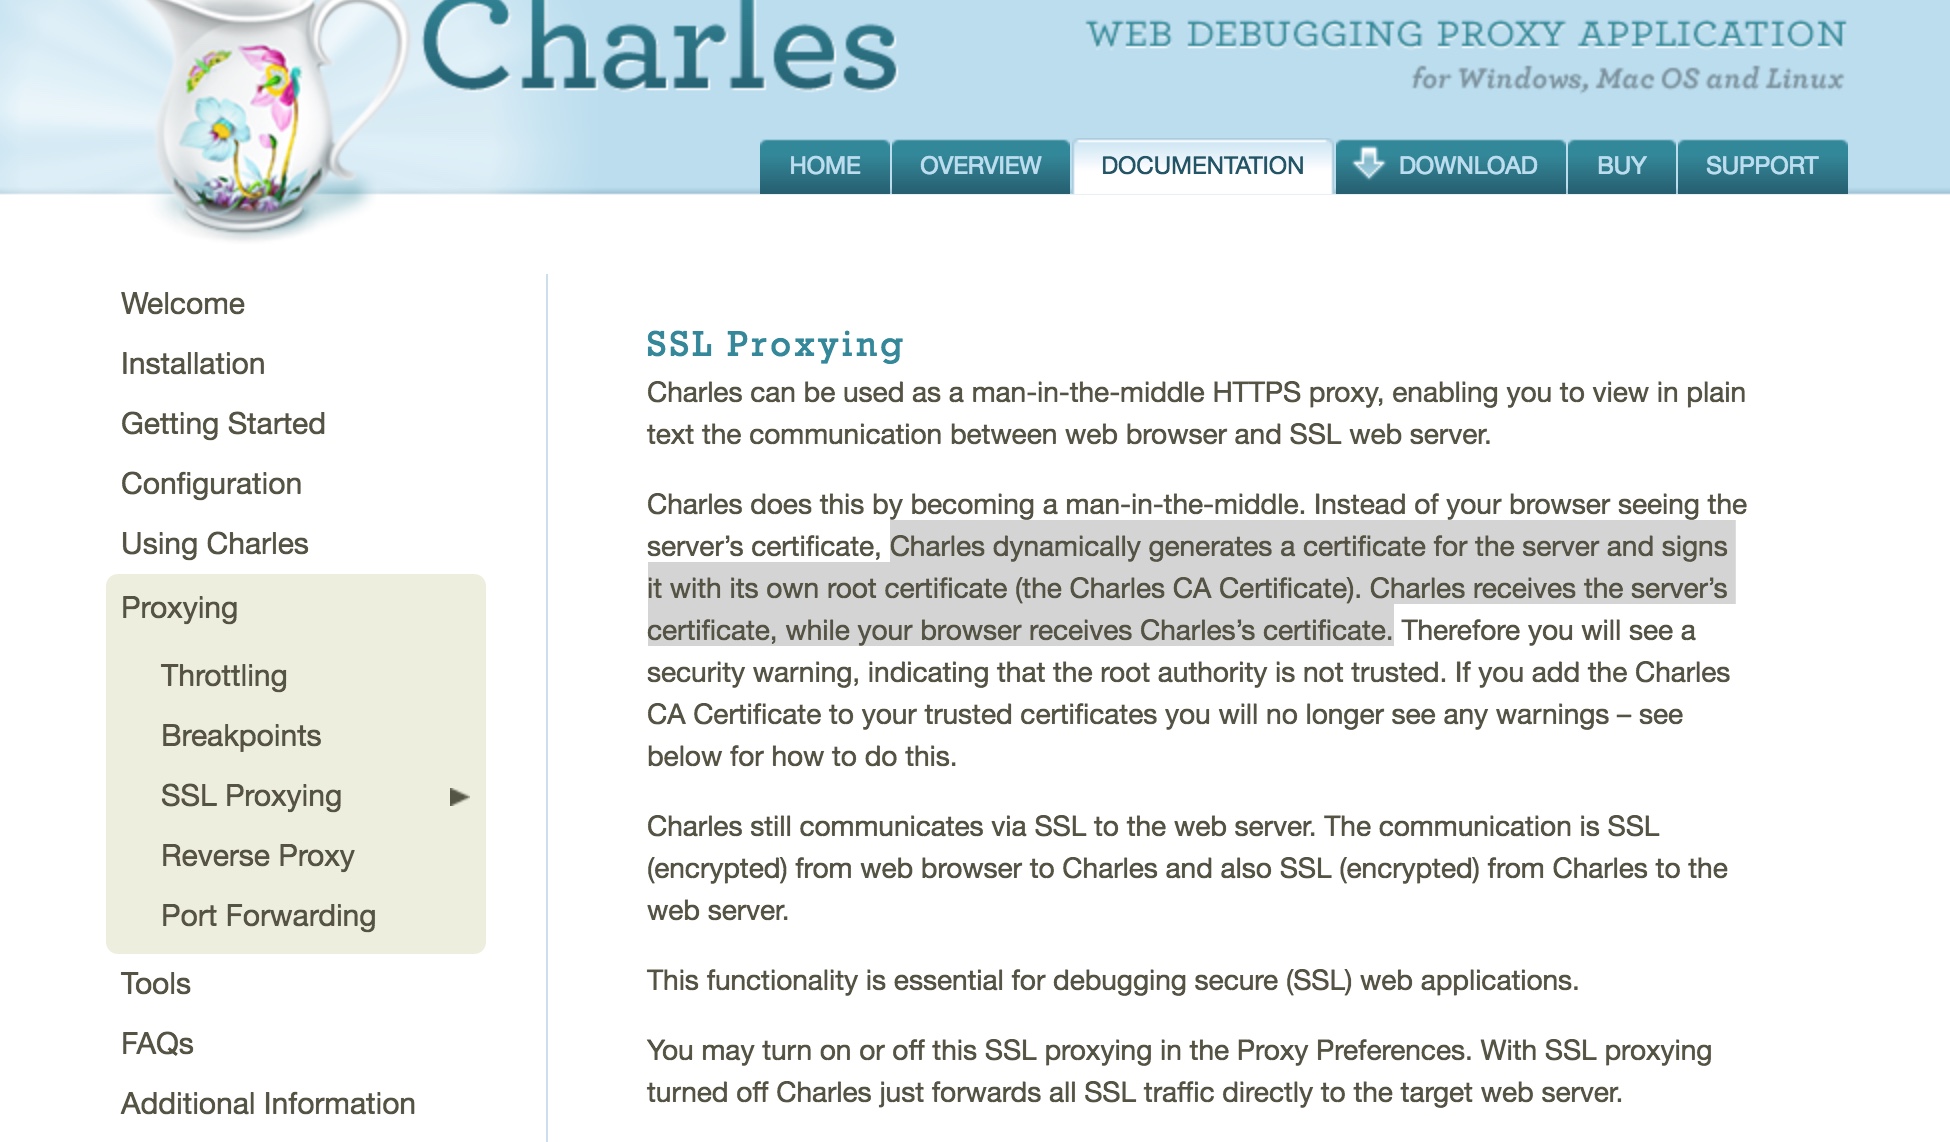 Charles
WEB DEBUGGING PROXY APPLICATION
for Windows, Mac OS and Linux
HOME
OVERVIEW
DOCUMENTATION
DOWNLOAD
BUY
SUPPORT
Welcome
Installation
Getting Started
Configuration
Using Charles
Proxying
Throttling
Breakpoints
SSL Proxying
Reverse Proxy
Port Forwarding
Tools
FAQs
Additional Information
SSL Proxying
Charles can be used as a man-in-the-middle HTTPS proxy, enabling you to view in plain
text the communication between web browser and SSL web server.
Charles does this by becoming a man-in-the-middle. Instead of your browser seeing the
server’s certificate, Charles dynamically generates a certificate for the server and signs
it with its own root certificate (the Charles CA Certificate). Charles receives the server’s
certificate, while your browser receives Charles’s certificate. Therefore you will see a
security warning, indicating that the root authority is not trusted. If you add the Charles
CA Certificate to your trusted certificates you will no longer see any warnings – see
below for how to do this.
Charles still communicates via SSL to the web server. The communication is SSL
(encrypted) from web browser to Charles and also SSL (encrypted) from Charles to the
web server.
This functionality is essential for debugging secure (SSL) web applications.
You may turn on or off this SSL proxying in the Proxy Preferences. With SSL proxying
turned off Charles just forwards all SSL traffic directly to the target web server.